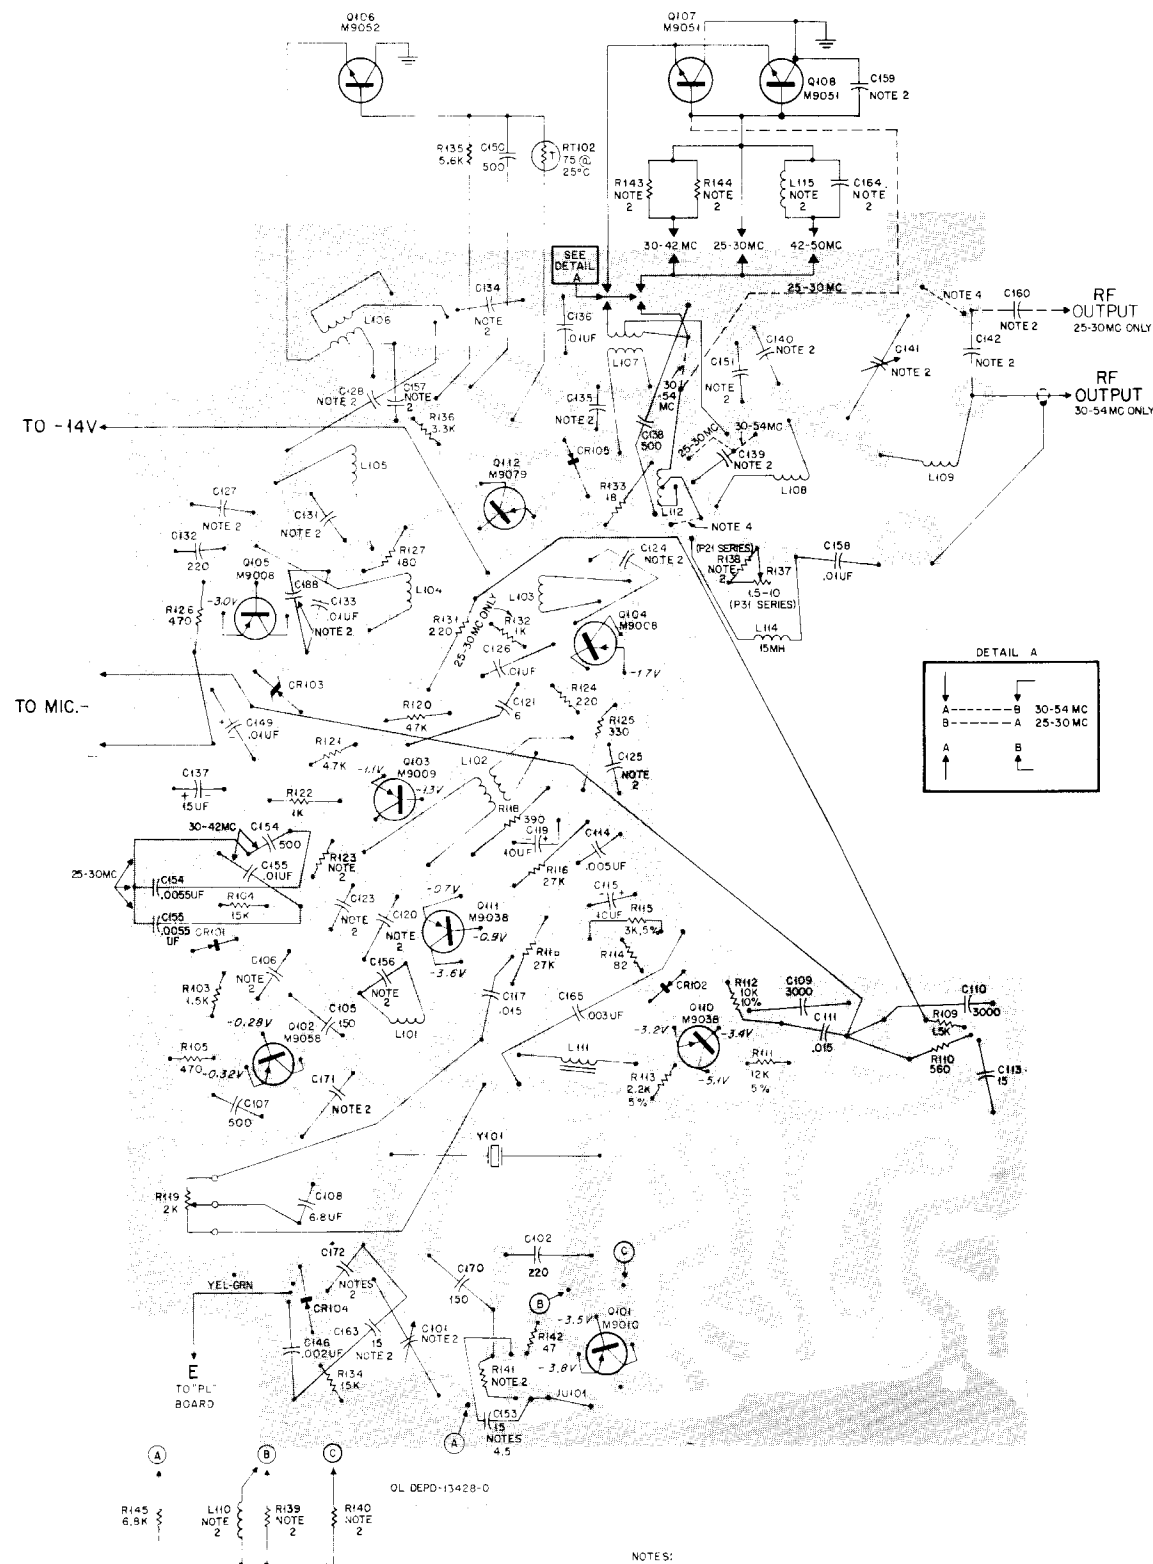 Q106
M9052
Q107
M9051
Q108
M9051
C159
NOTE 2
R135
5.6K
C150
500
RT102
75 @
25°C
R143
NOTE
2
R144
NOTE
2
L115
NOTE
2
C164
NOTE
2
30-42MC
25-30MC
42-50MC
SEE
DETAIL
A
25-30MC
C134
NOTE
2
C136
.01UF
L106
L107
30
-54
MC
C151
NOTE
2
C140
NOTE 2
C141
NOTE 2
NOTE 4
C160
NOTE 2
RF
OUTPUT
25-30MC ONLY
C142
NOTE 2
RF
OUTPUT
30-54MC ONLY
C128
NOTE 2
C157
NOTE
2
R136
3.3K
C135
NOTE 2
C138
500
25-30MC
30-54MC
C139
NOTE 2
TO -14V
L105
Q112
M9079
CR105
R133
18
L112
L108
L109
NOTE 4
C127
NOTE 2
C131
NOTE 2
C132
220
Q105
M9008
R127
180
C124
NOTE 2
(P21 SERIES)
R138
NOTE
2
R137
1.5-10
(P31 SERIES)
C158
.01UF
R126
470
-3.0V
C188
C133
.01UF
NOTE 2
L104
R131
220
25-30MC ONLY
R132
1K
L103
Q104
M9008
L114
15MH
C126
.01UF
-1.7V
DETAIL A
A
B
30-54MC
B
A
25-30MC
A
B
TO MIC.-
CR103
C149
.01UF
R120
47K
C121
6
R124
220
R125
330
R121
4.7K
Q103
M9009
-1.1V
-1.3V
L102
C125
NOTE
2
C137
15UF
R122
1K
R118
390
C119
10UF
C114
.005UF
30-42MC
C154
500
C155
.01UF
R123
NOTE
2
R116
27K
25-30MC
C154
.0055UF
R104
15K
C155
.0055
UF
C123
NOTE
2
C120
NOTE
2
-0.7V
Q111
M9038
-0.9V
-3.6V
C115
10UF
R115
3K,5%
CR101
R114
82
27K
C106
NOTE
2
C156
NOTE
2
R103
1.5K
C105
150
L101
C117
.015
C165
.003UF
CR102
R112
10K
10%
C109
3000
C110
3000
-0.28V
Q102
M9058
-3.2V
Q110
M9038
-3.4V
C111
.015
R109
1.5K
R105
470
-0.32V
L111
R113
2.2K
5%
-5.1V
R111
12K
5%
R110
560
C113
15
C171
NOTE 2
C107
500
Y101
R119
2K
C108
6.8UF
C102
220
C
C172
NOTES
2
C170
150
YEL-GRN
CR104
B
C163
15
NOTE 2
C101
NOTE 2
C146
.002UF
R142
47
-3.5V
Q101
M9010
-3.8V
E
TO "PL"
BOARD
R134
15K
R141
NOTE 2
JU101
C153
15
NOTES
4,5
A
A
B
C
OL DEPD-13428-O
R145
6.8K
L110
NOTE
2
R139
NOTE
2
R140
NOTE
2
NOTES: